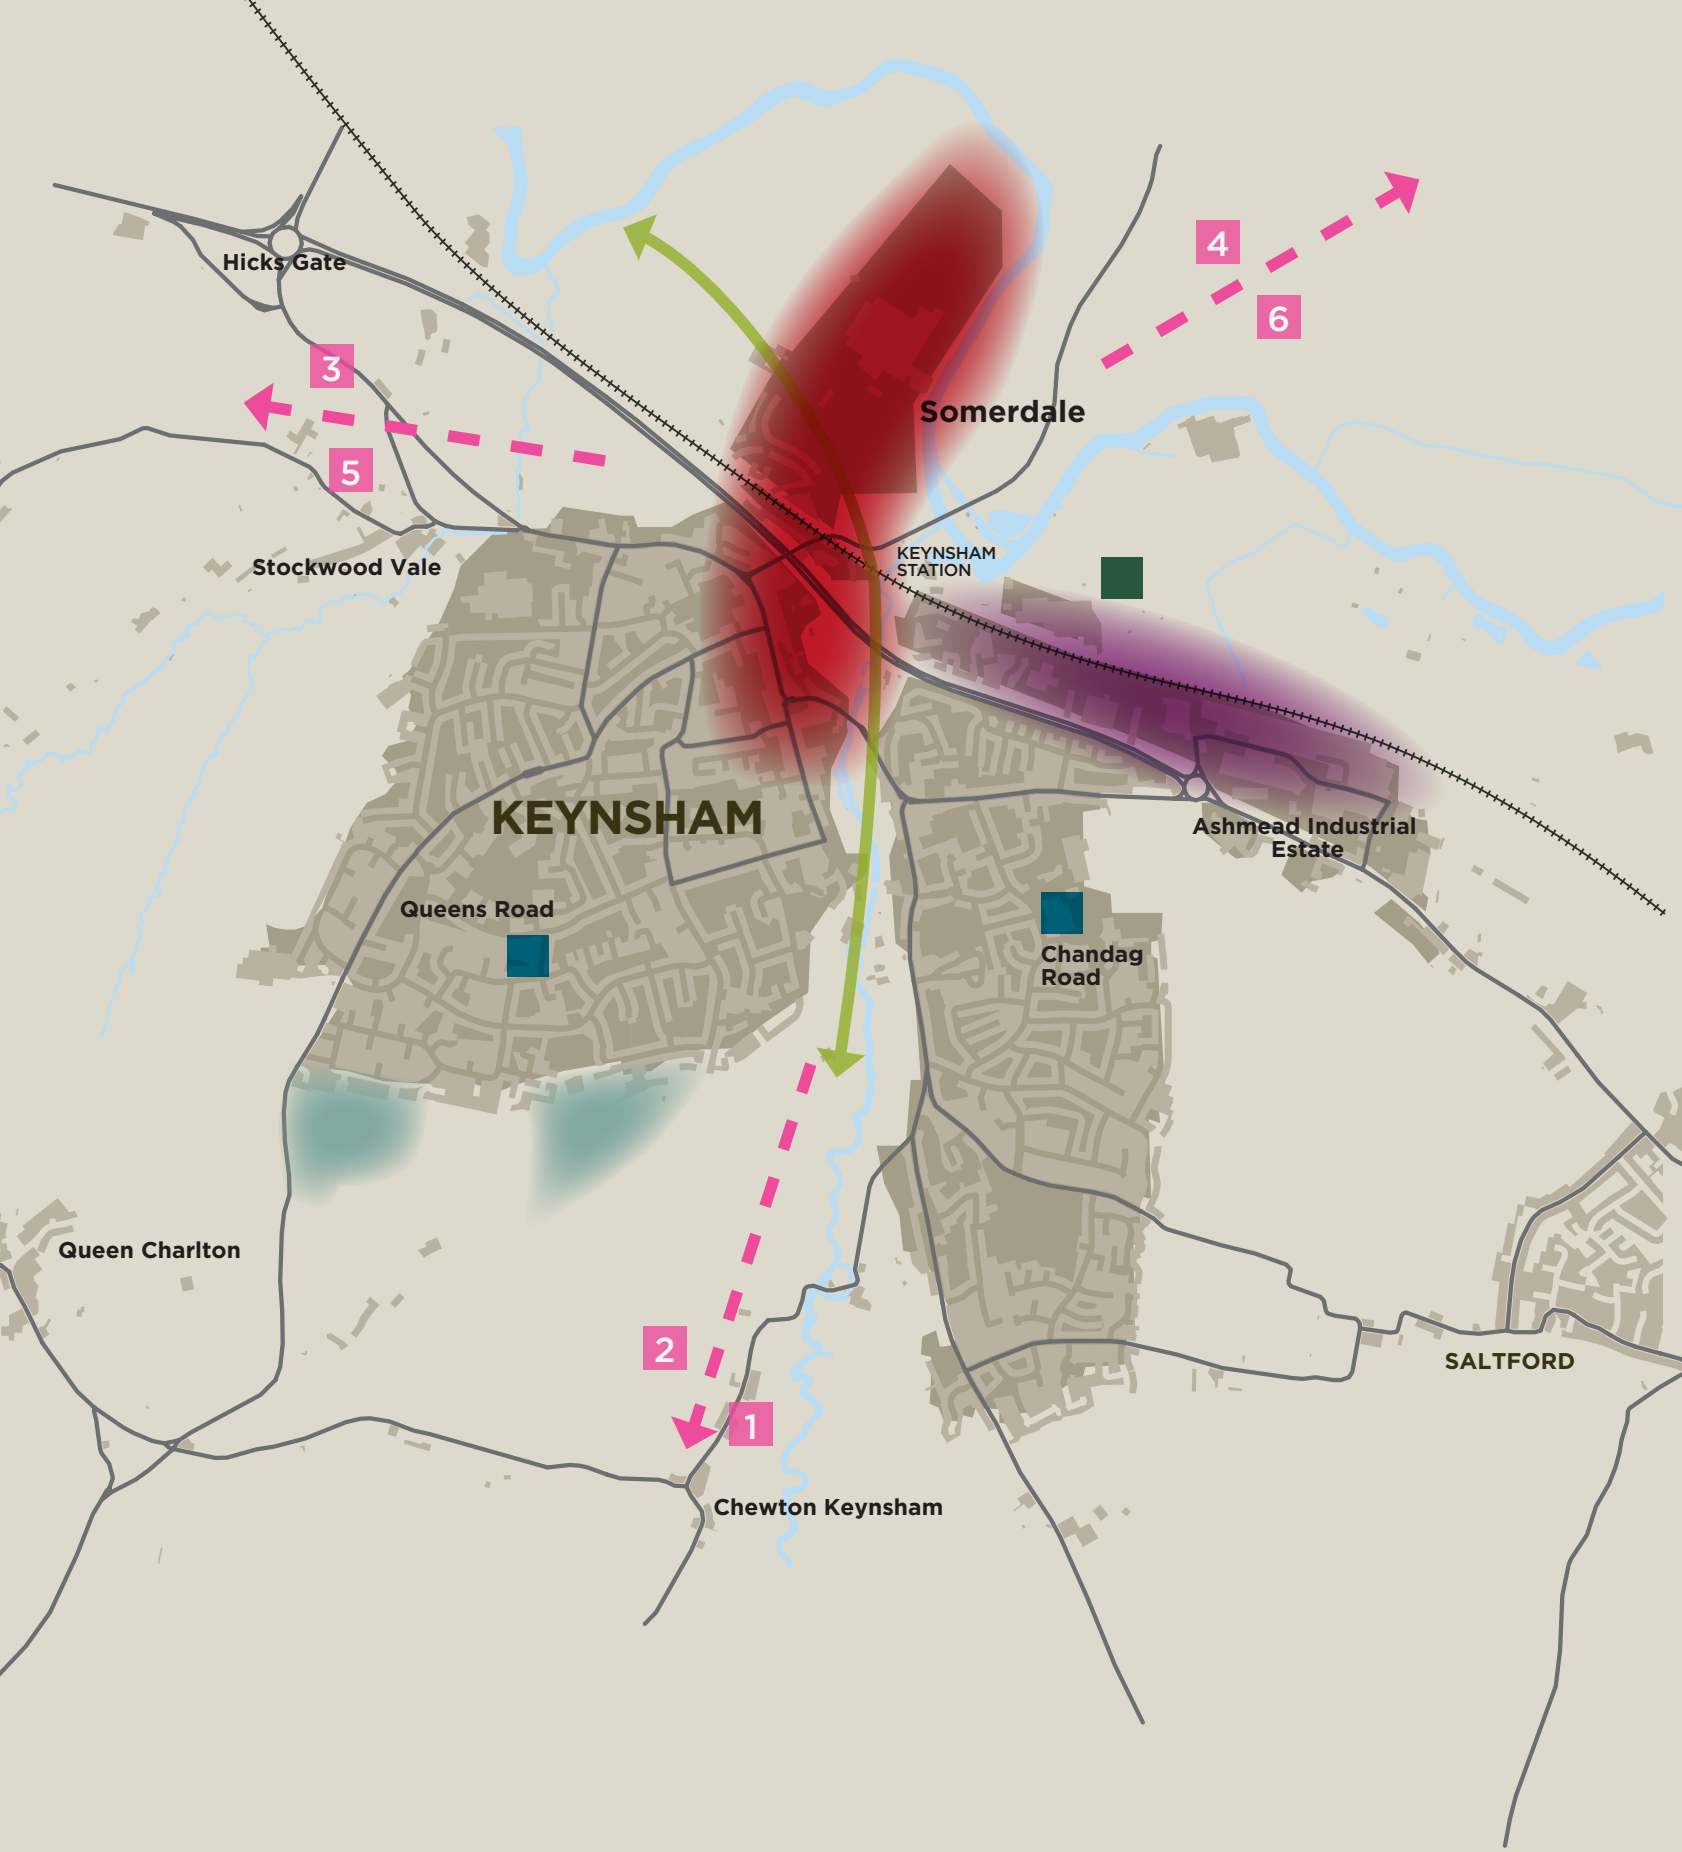 4
Hicks Gate
6
3
Somerdale
5
KEYNSHAM
STATION
Stockwood Vale
KEYNSHAM
Ashmead Industrial
Estate
Queens Road
Chandag
Road
Queen Charlton
2
SALTFORD
1
Chewton Keynsham